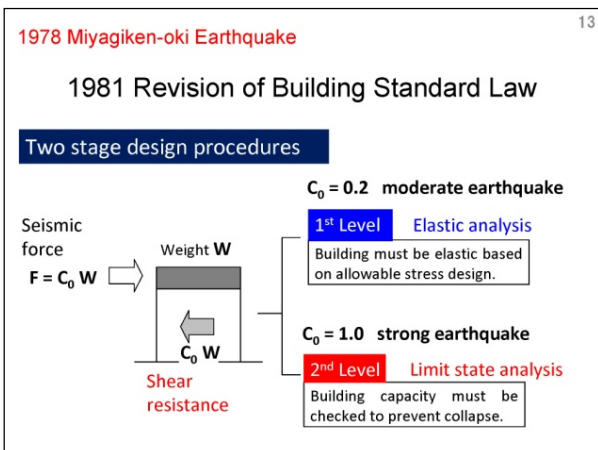 13
1978 Miyagiken-oki Earthquake
1981 Revision of Building Standard Law
Two stage design procedures
C₀ = 0.2 moderate earthquake
1st Level Elastic analysis
Building must be elastic based
on allowable stress design.
Seismic
force
F = C₀ W
Weight W
C₀ W
Shear
resistance
C₀ = 1.0 strong earthquake
2nd Level Limit state analysis
Building capacity must be
checked to prevent collapse.